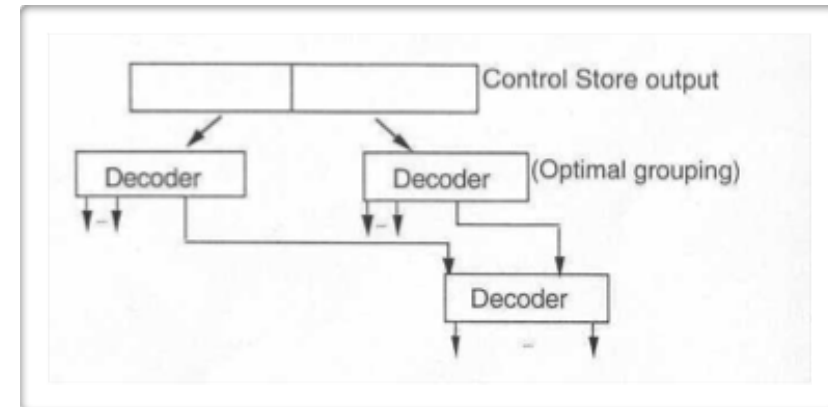 Control Store output
Decoder
Decoder
(Optimal grouping)
Decoder